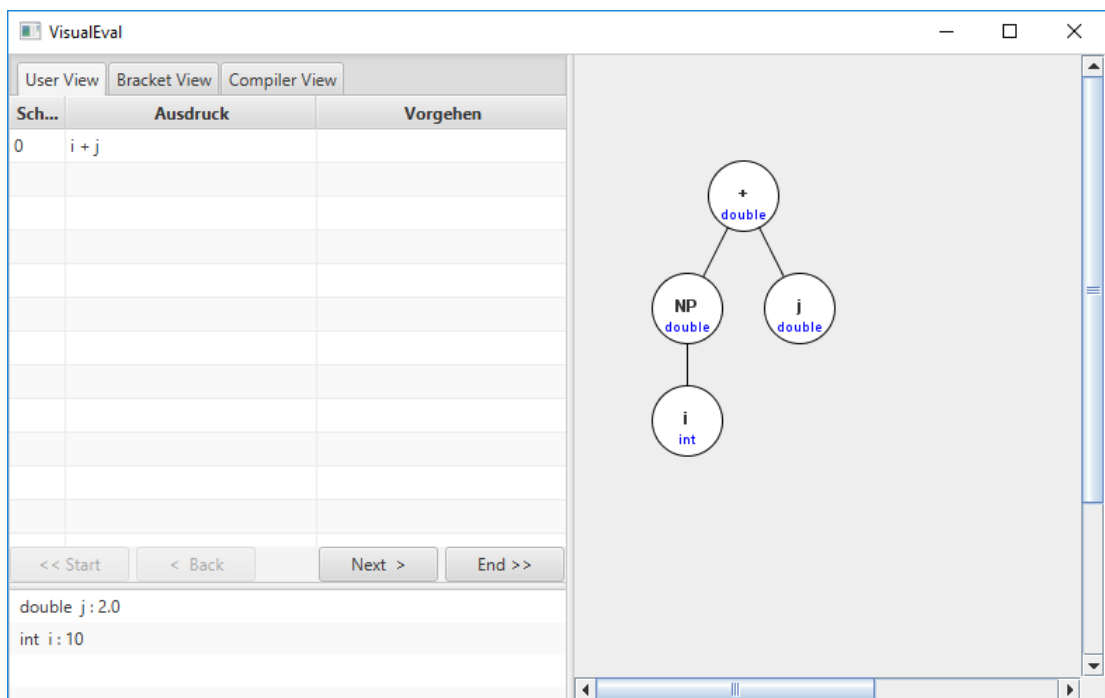 VisualEval
User View Bracket View Compiler View
Sch... Ausdruck Vorgehen
0 i + j
<< Start < Back Next > End >>
double j : 2.0
int i : 10
+
double
NP
double
j
double
i
int